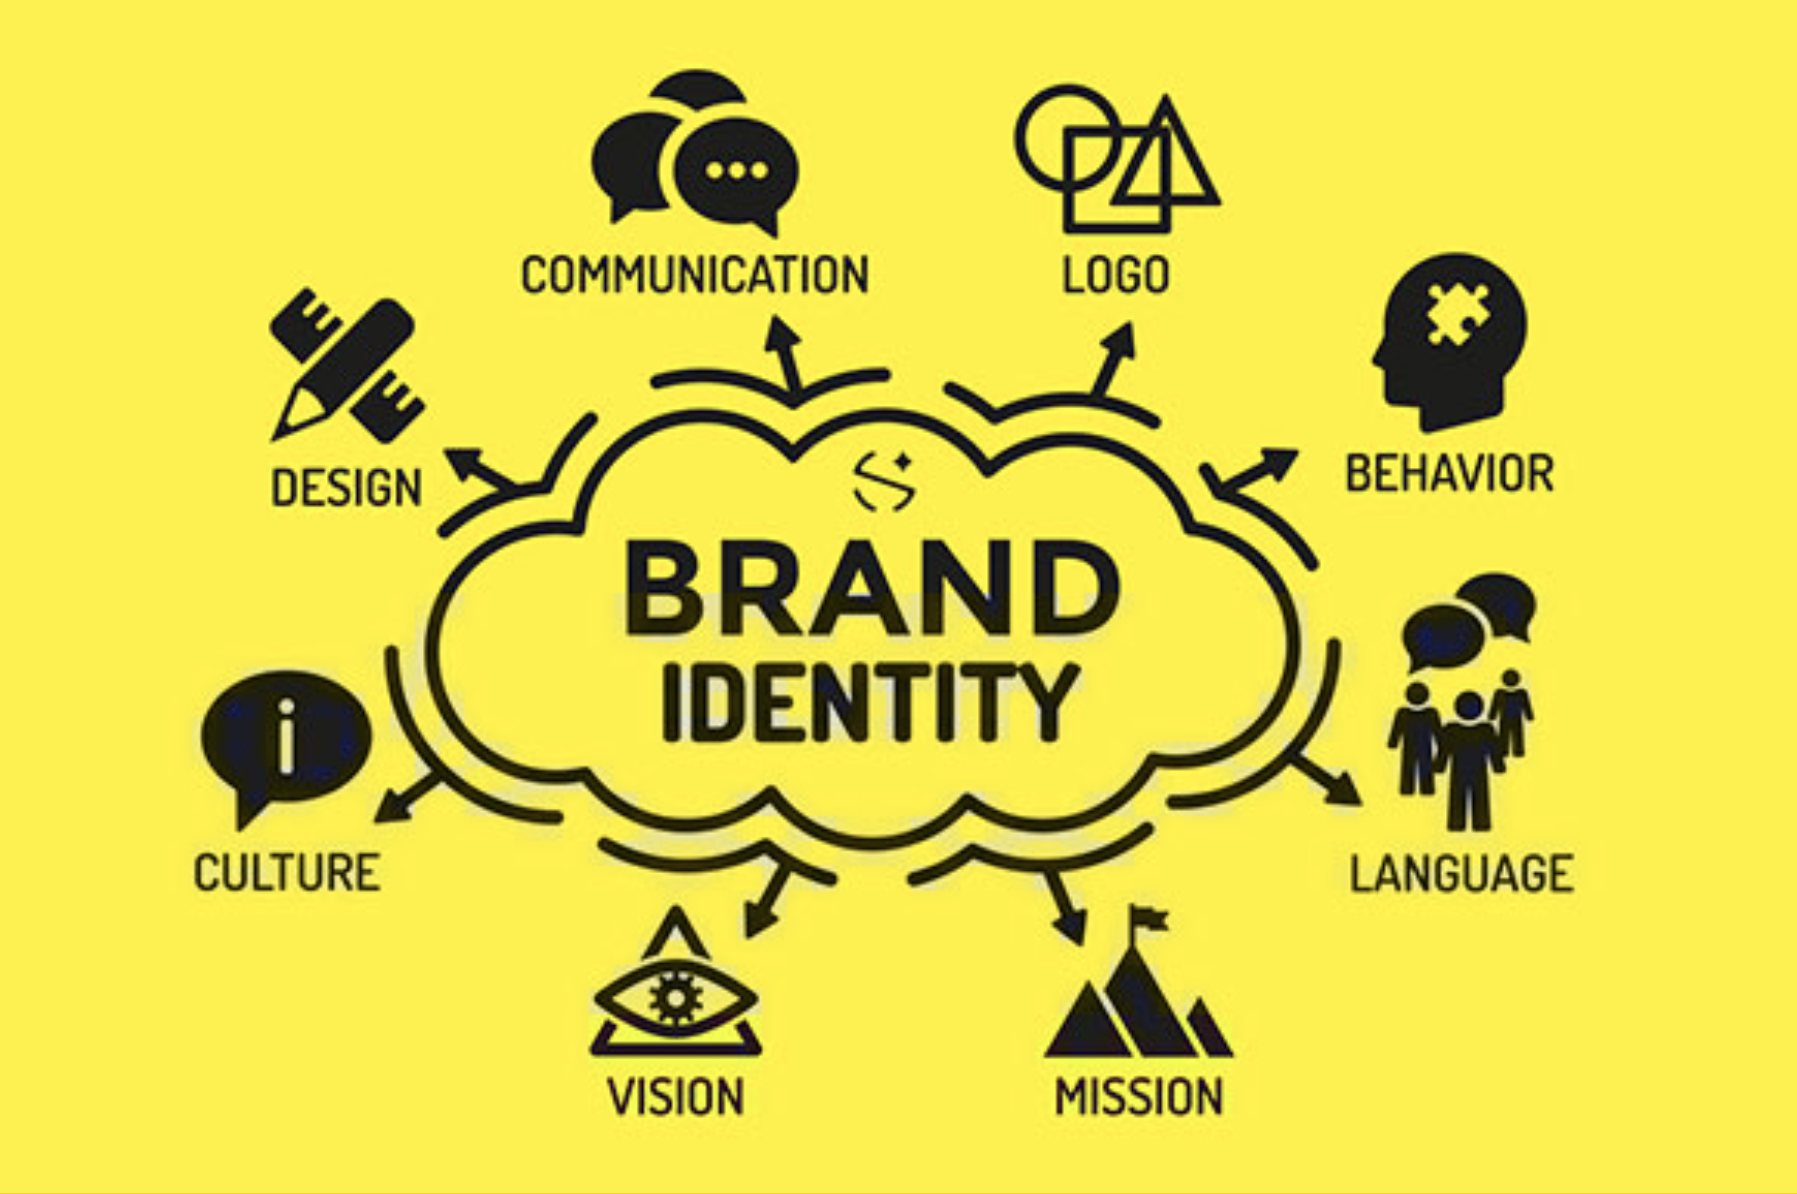 COMMUNICATION
LOGO
BEHAVIOR
DESIGN
BRAND
IDENTITY
CULTURE
LANGUAGE
VISION
MISSION